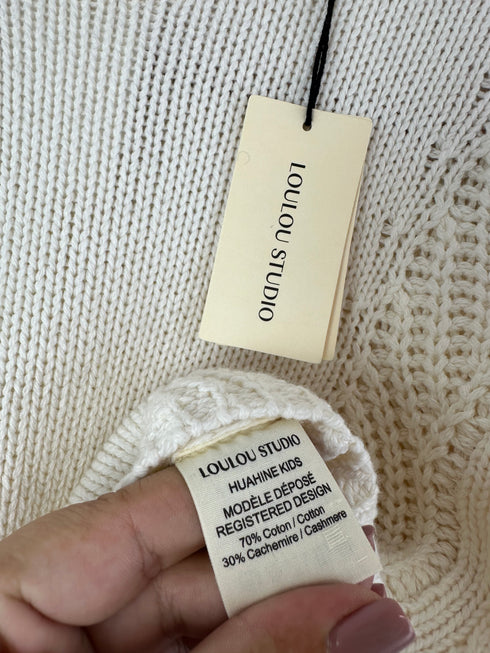 LOULOU STUDIO
LOULOU STUDIO
HUAHINE KIDS
MODÈLE DÉPOSÉ
REGISTERED DESIGN
70% Coton / Cotton
30% Cachemire / Cashmere